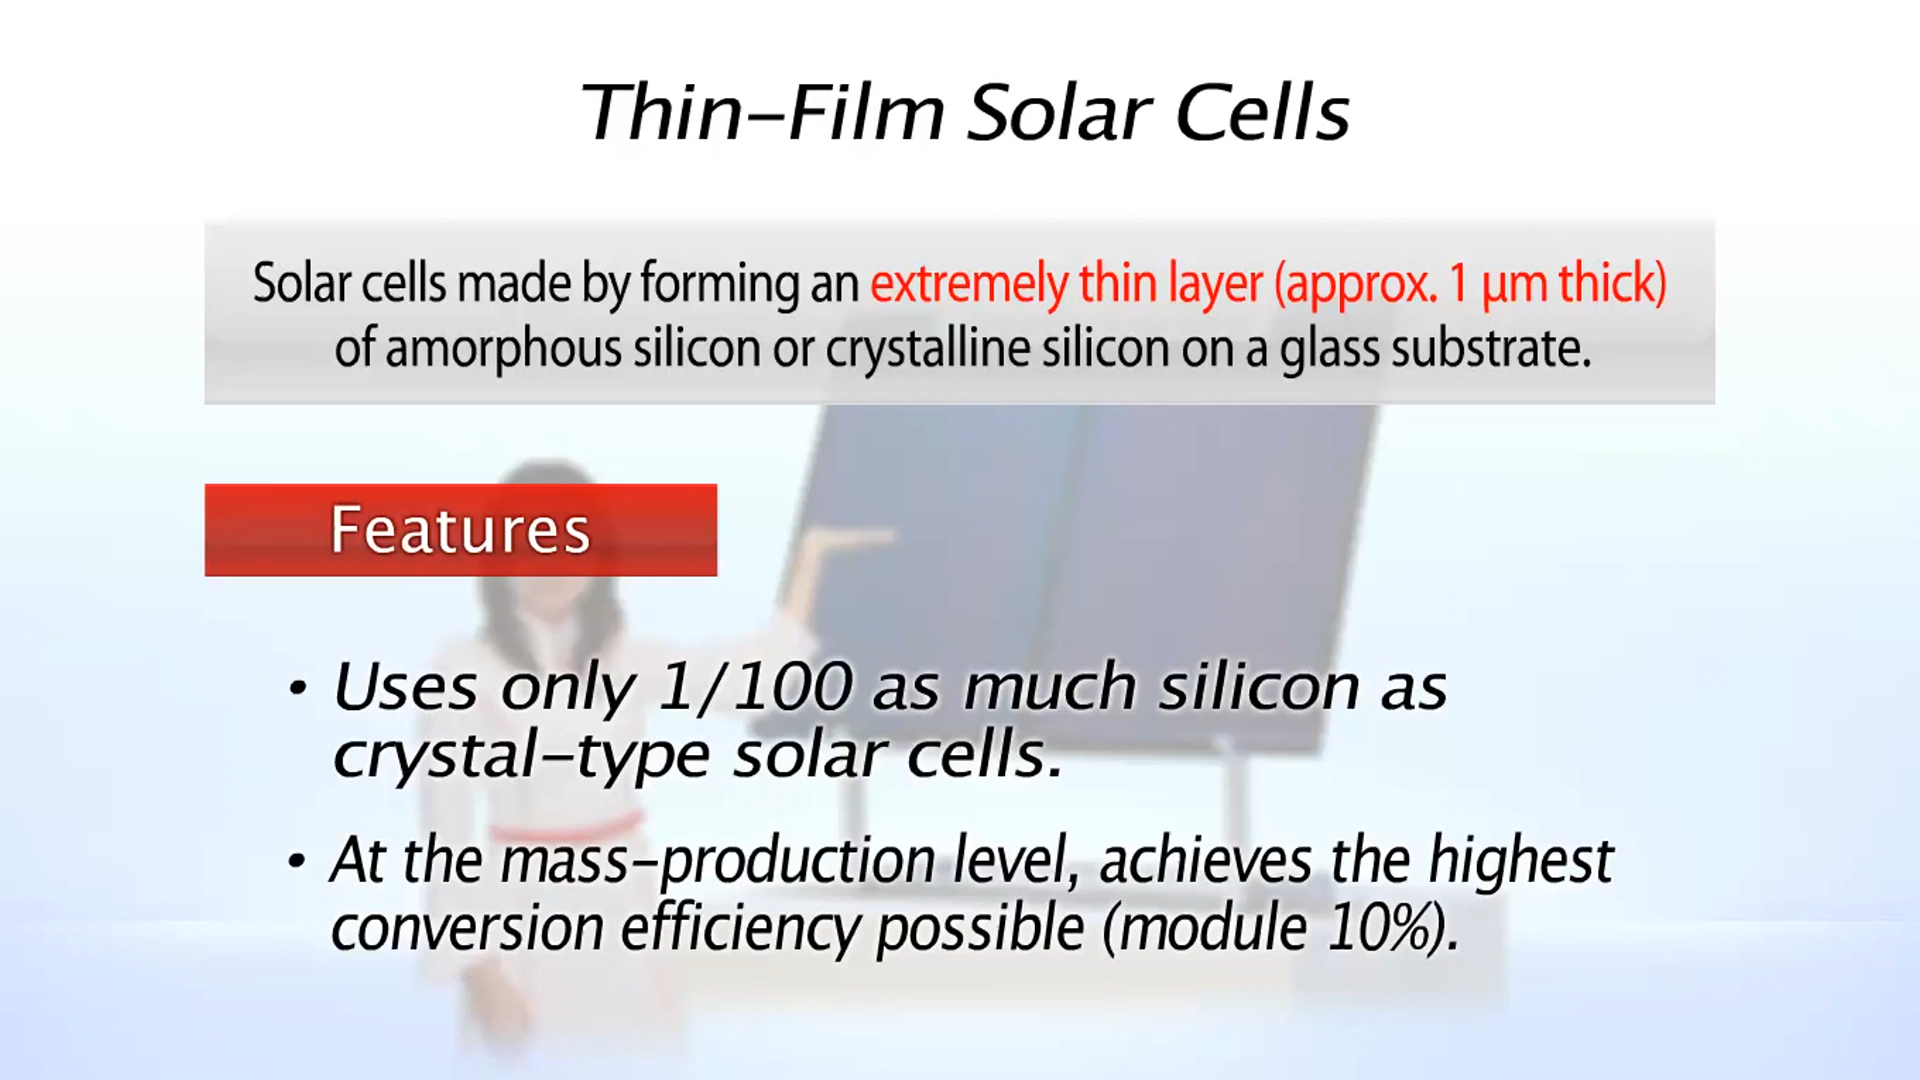 Thin-Film Solar Cells
Solar cells made by forming an extremely thin layer (approx. 1 μm thick)
of amorphous silicon or crystalline silicon on a glass substrate.
Features
• Uses only 1/100 as much silicon as
crystal-type solar cells.
• At the mass-production level, achieves the highest
conversion efficiency possible (module 10%).